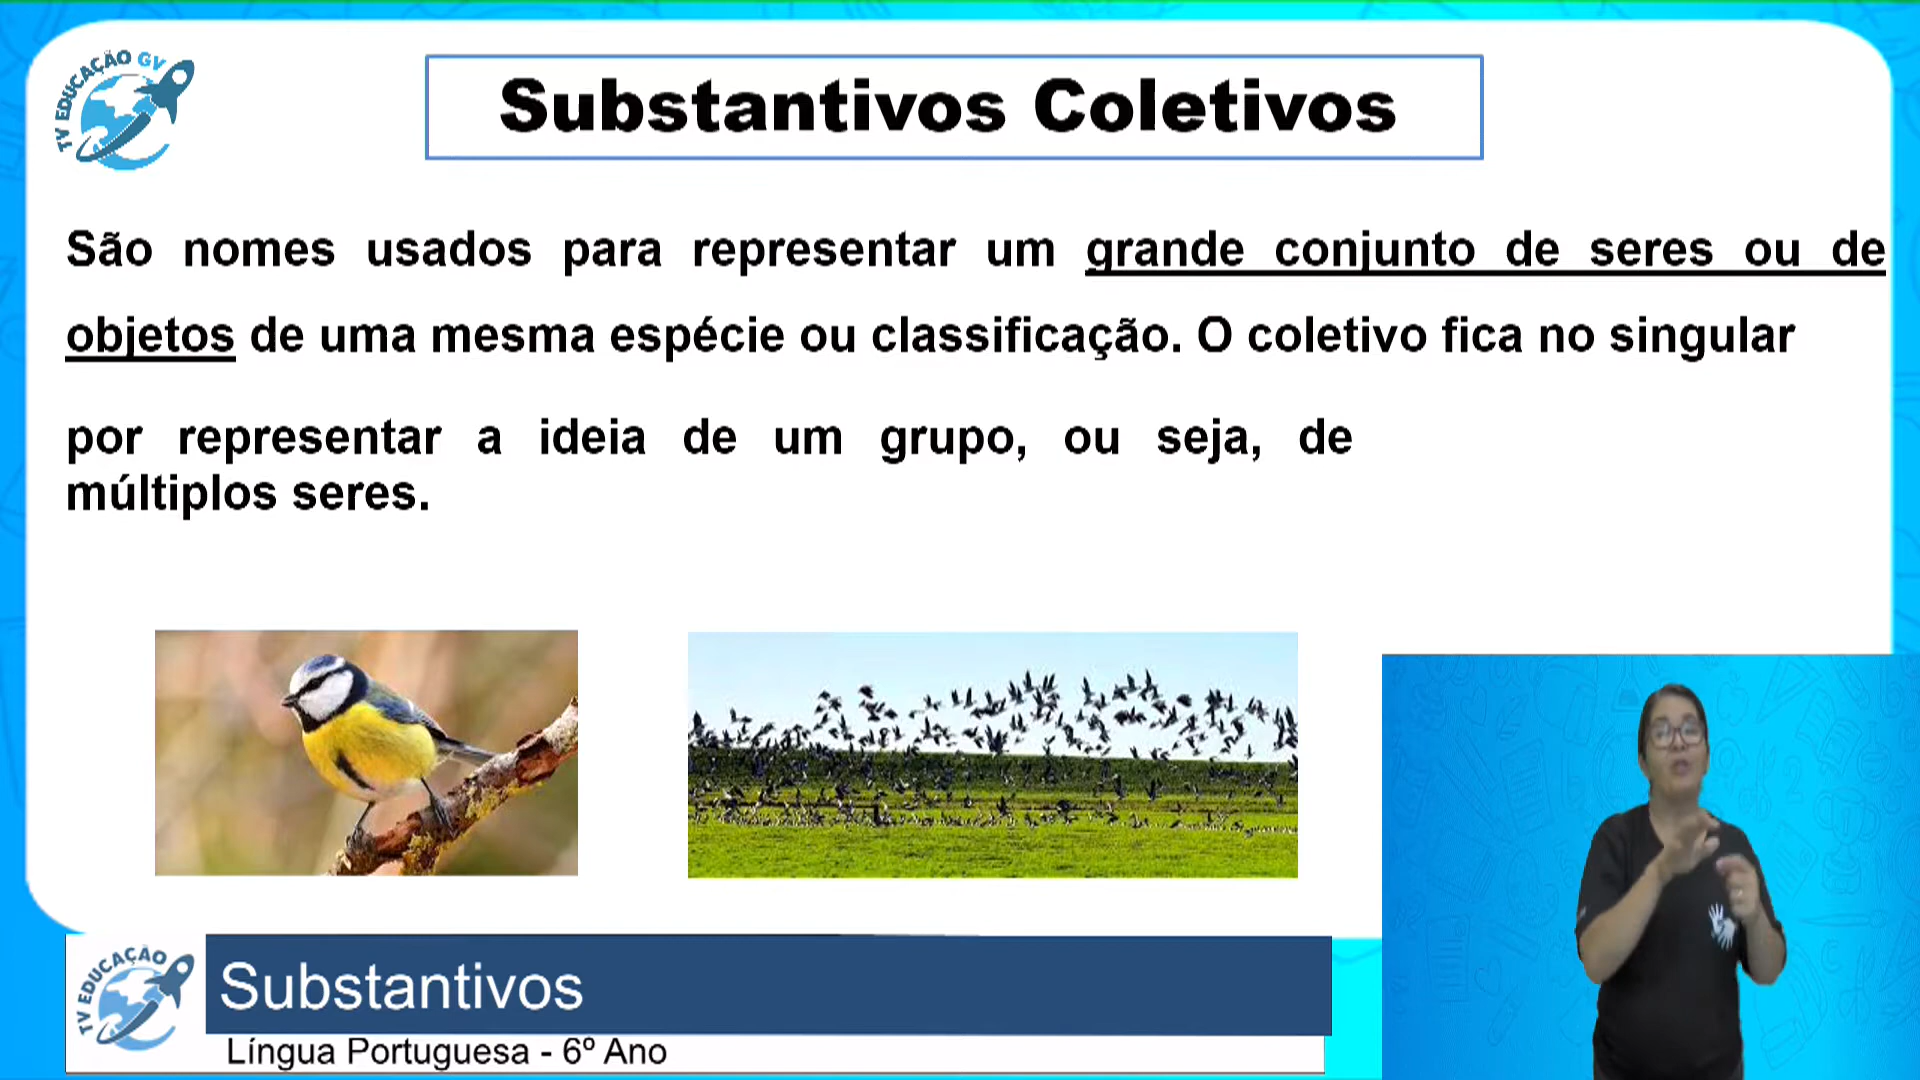 TV EDUCAÇÃO GV
Substantivos Coletivos
São nomes usados para representar um grande conjunto de seres ou de
objetos de uma mesma espécie ou classificação. O coletivo fica no singular
por representar a ideia de um grupo, ou seja, de
múltiplos seres.
TV EDUCAÇÃO
Substantivos
Língua Portuguesa - 6º Ano